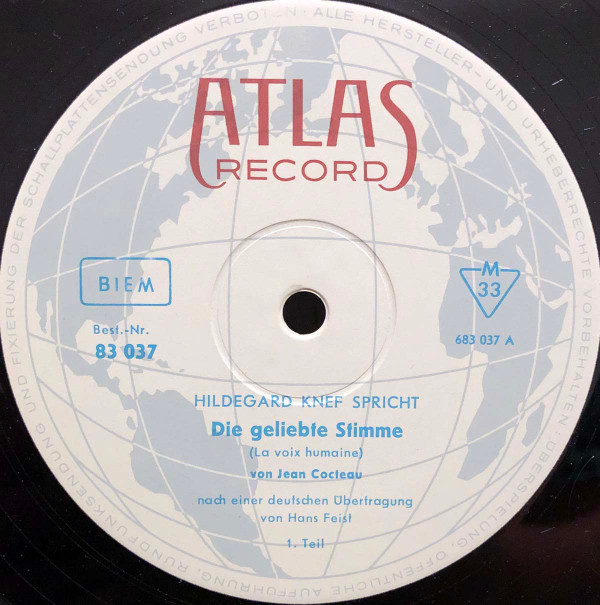 ALLE HERSTELLER- UND URHEBERRECHTE VORBEHALTEN · ÜBERSPIELUNG, ÖFFENTLICHE AUFFÜHRUNG, RUNDFUNKSENDUNG UND FIXIERUNG DER SCHALLPLATTENSENDUNG VERBOTEN ·
ATLAS
RECORD
BIEM
M
33
Best.-Nr.
83 037
683 037 A
HILDEGARD KNEF SPRICHT
Die geliebte Stimme
(La voix humaine)
von Jean Cocteau
nach einer deutschen Übertragung
von Hans Feist
1. Teil